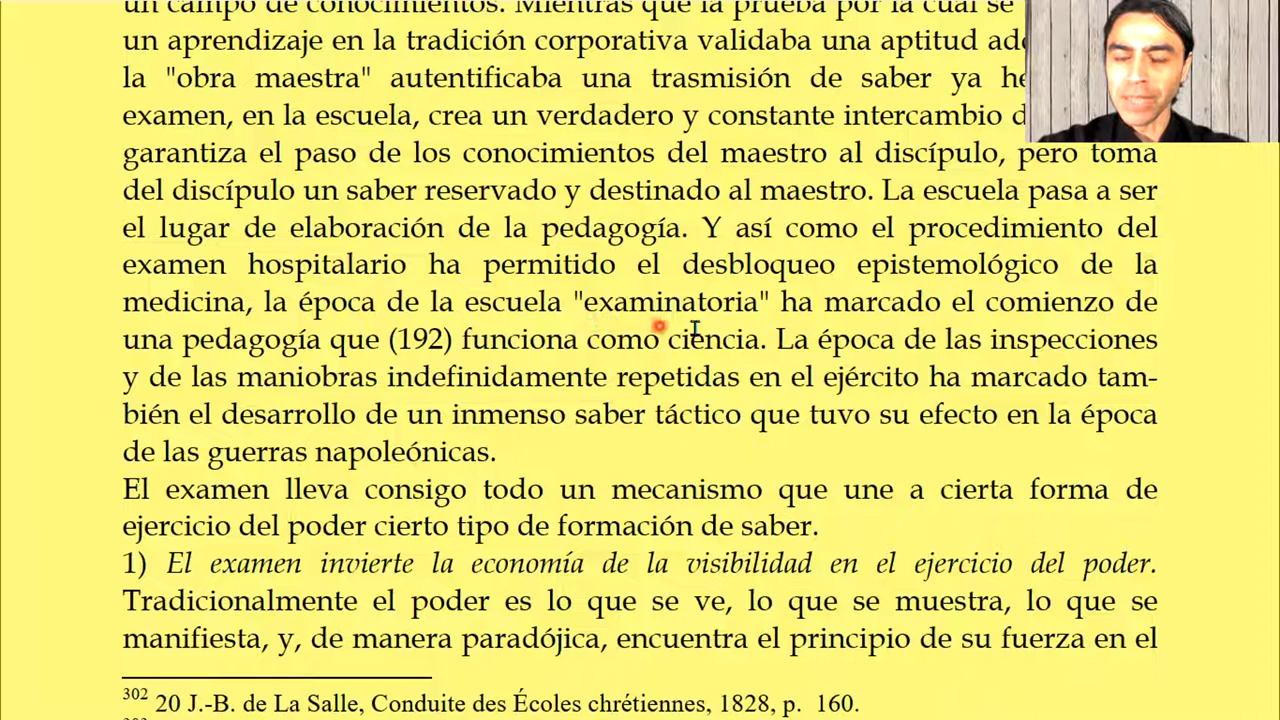 un campo de conocimientos. Mientras que la prueba por la cual se
un aprendizaje en la tradición corporativa validaba una aptitud
la "obra maestra" autentificaba una trasmisión de saber ya
examen, en la escuela, crea un verdadero y constante intercambio
garantiza el paso de los conocimientos del maestro al discípulo, pero toma
del discípulo un saber reservado y destinado al maestro. La escuela pasa a ser
el lugar de elaboración de la pedagogía. Y así como el procedimiento del
examen hospitalario ha permitido el desbloqueo epistemológico de la
medicina, la época de la escuela "examinatoria" ha marcado el comienzo de
una pedagogía que (192) funciona como ciencia. La época de las inspecciones
y de las maniobras indefinidamente repetidas en el ejército ha marcado tam-
bién el desarrollo de un inmenso saber táctico que tuvo su efecto en la época
de las guerras napoleónicas.
El examen lleva consigo todo un mecanismo que une a cierta forma de
ejercicio del poder cierto tipo de formación de saber.
1) El examen invierte la economía de la visibilidad en el ejercicio del poder.
Tradicionalmente el poder es lo que se ve, lo que se muestra, lo que se
manifiesta, y, de manera paradójica, encuentra el principio de su fuerza en el
302 20 J.-B. de La Salle, Conduite des Écoles chrétiennes, 1828, p. 160.